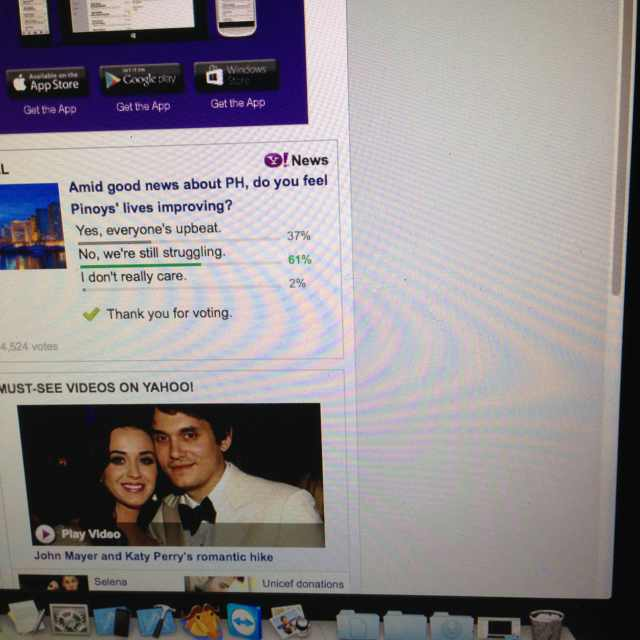 Available on the
App Store
GET IT ON
Google play
Windows
Store
Get the App
Get the App
Get the App
L
Y! News
Amid good news about PH, do you feel
Pinoys' lives improving?
Yes, everyone's upbeat.
37%
No, we're still struggling.
61%
I don't really care.
2%
Thank you for voting.
4,524 votes
MUST-SEE VIDEOS ON YAHOO!
Play Video
John Mayer and Katy Perry's romantic hike
Selena
Unicef donations